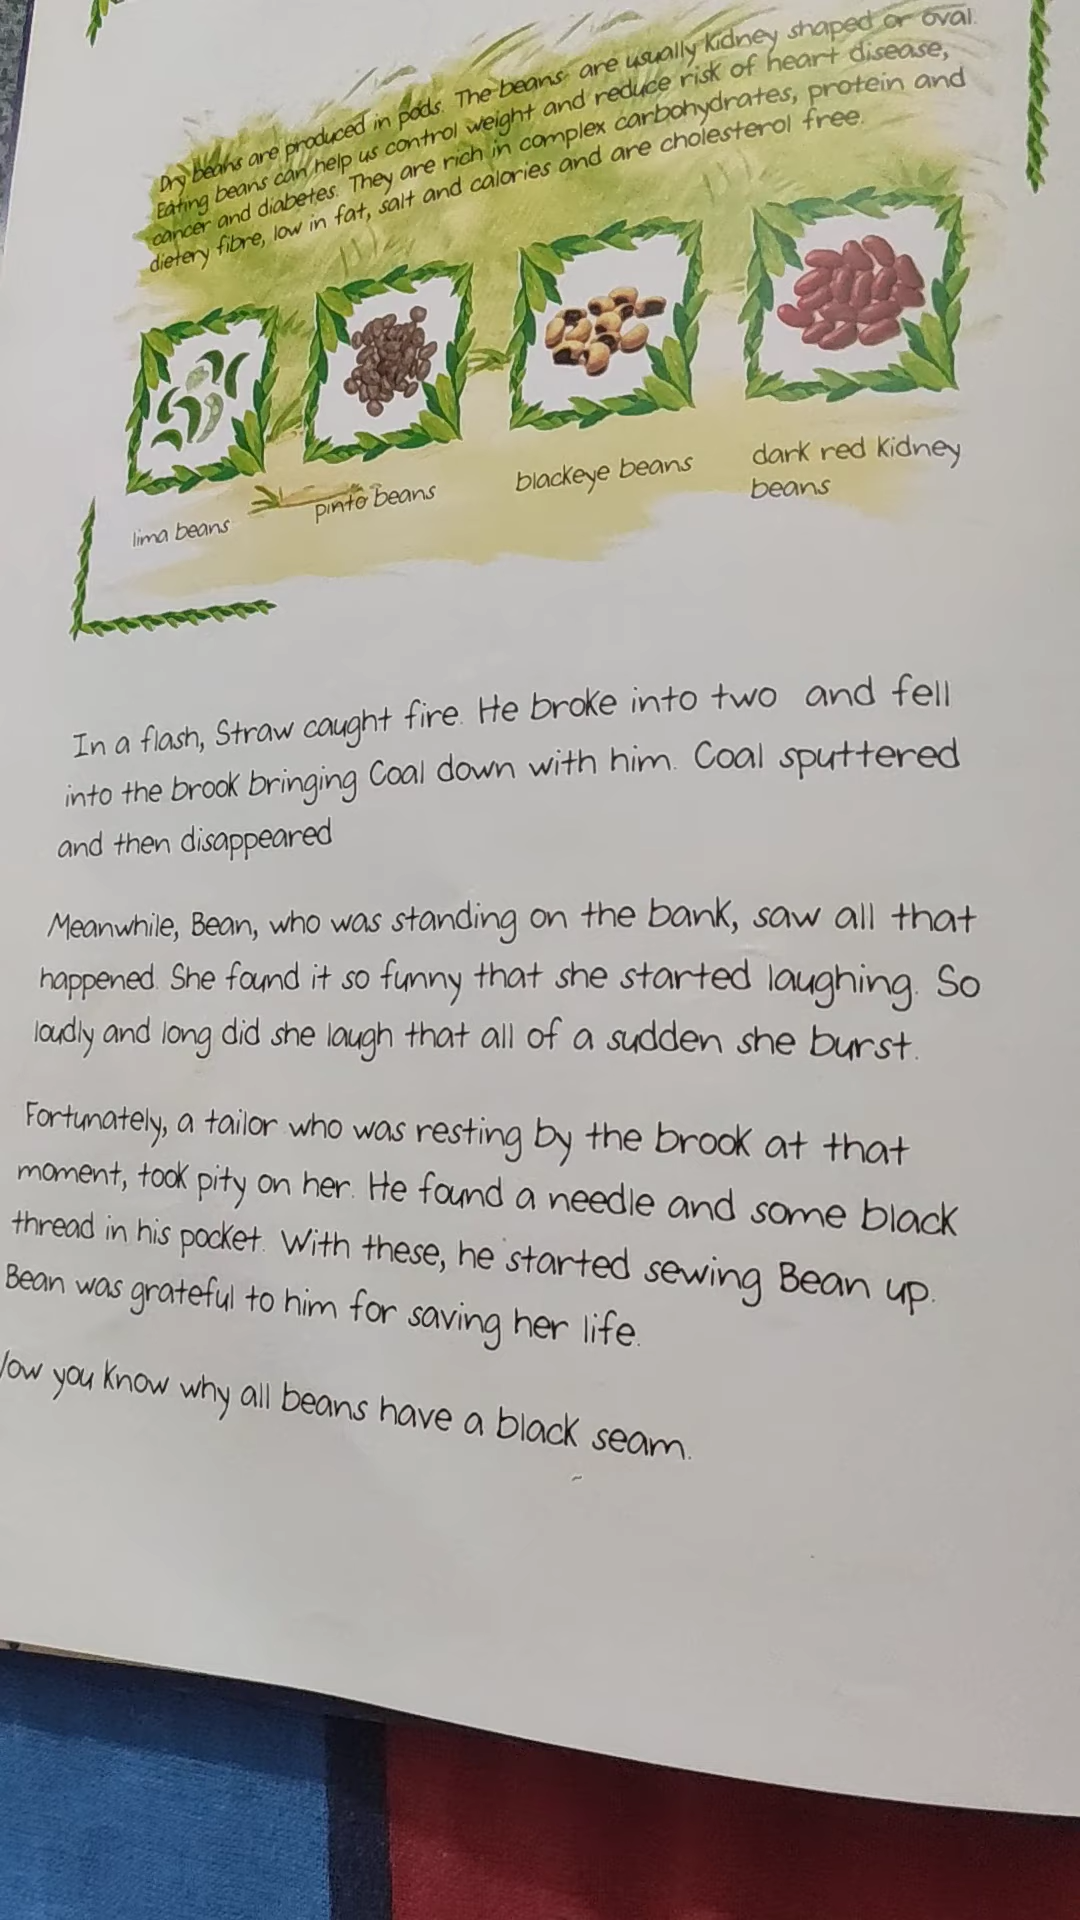 Dry beans are produced in pods. The beans are usually kidney shaped or oval.
Eating beans can help us control weight and reduce risk of heart disease,
cancer and diabetes. They are rich in complex carbohydrates, protein and
dietery fibre, low in fat, salt and calories and are cholesterol free.
lima beans
pinto beans
blackeye beans
dark red kidney
beans
In a flash, Straw caught fire. He broke into two and fell
into the brook bringing Coal down with him. Coal sputtered
and then disappeared
Meanwhile, Bean, who was standing on the bank, saw all that
happened. She found it so funny that she started laughing. So
loudly and long did she laugh that all of a sudden she burst.
Fortunately, a tailor who was resting by the brook at that
moment, took pity on her. He found a needle and some black
thread in his pocket. With these, he started sewing Bean up.
Bean was grateful to him for saving her life.
Now you know why all beans have a black seam.